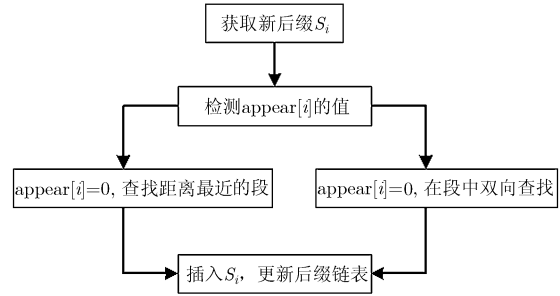 获取新后缀Si
检测appear[i]的值
appear[i]=0, 查找距离最近的段
appear[i]=0, 在段中双向查找
插入Si，更新后缀链表